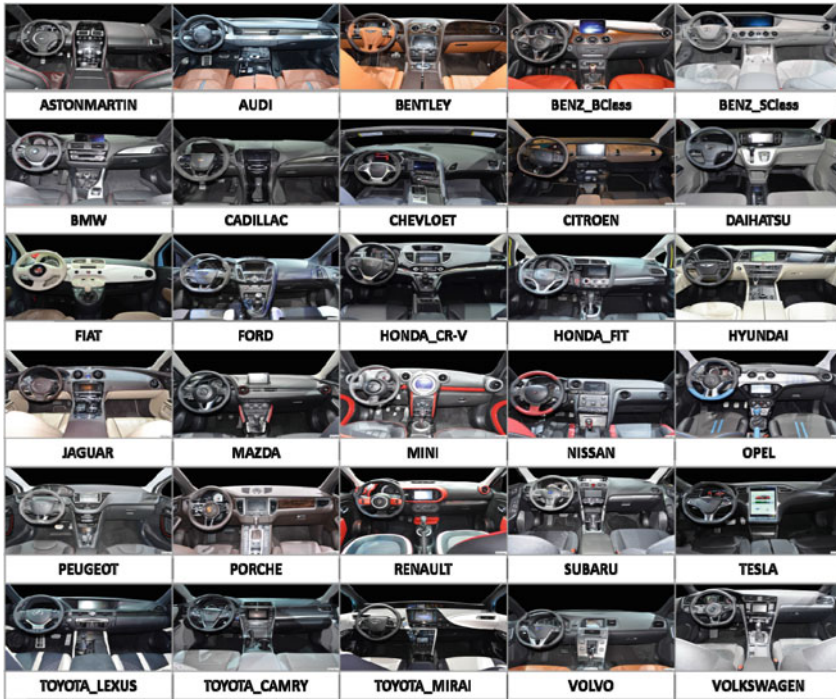 ASTONMARTIN
AUDI
BENTLEY
BENZ_BClass
BENZ_SClass
BMW
CADILLAC
CHEVLOET
CITROEN
DAIHATSU
FIAT
FORD
HONDA_CR-V
HONDA_FIT
HYUNDAI
JAGUAR
MAZDA
MINI
NISSAN
OPEL
PEUGEOT
PORCHE
RENAULT
SUBARU
TESLA
TOYOTA_LEXUS
TOYOTA_CAMRY
TOYOTA_MIRAI
VOLVO
VOLKSWAGEN